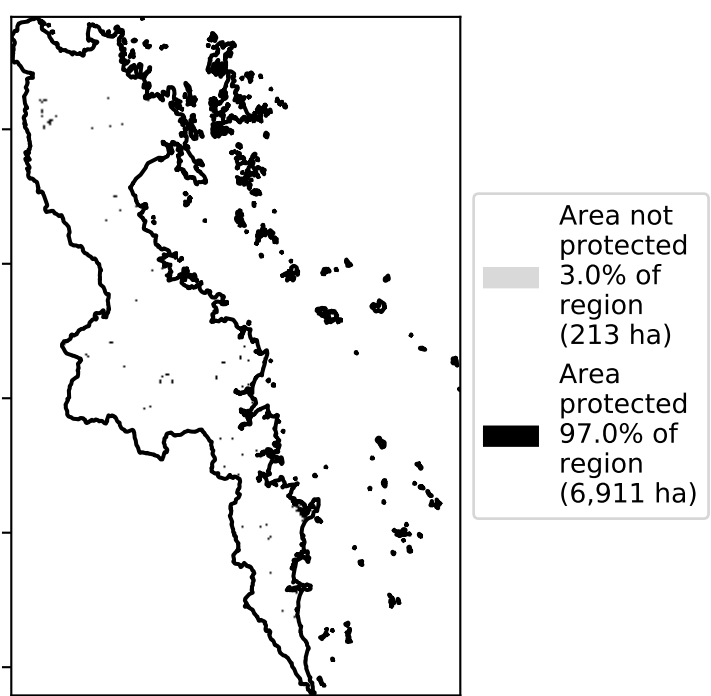 Area not
protected
3.0% of
region
(213 ha)
Area
protected
97.0% of
region
(6,911 ha)